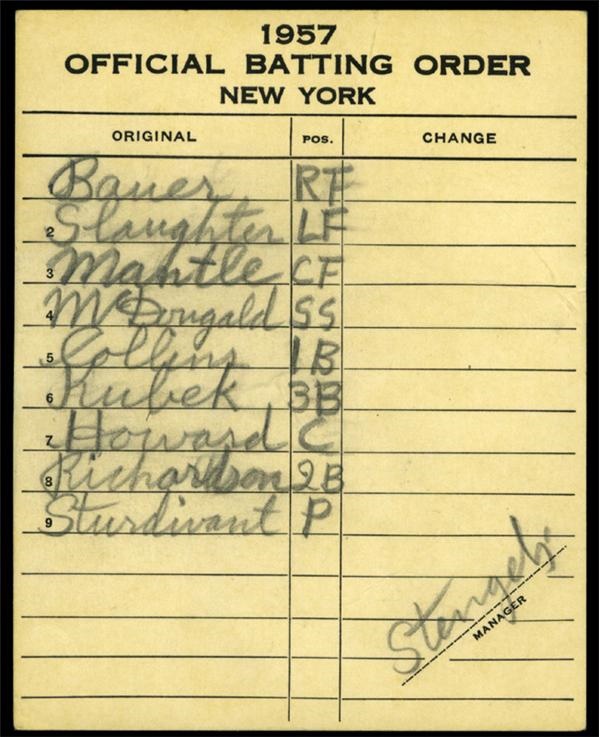 1957
OFFICIAL BATTING ORDER
NEW YORK
ORIGINAL POS. CHANGE
Bauer RF
2 Slaughter LF
3 Mantle CF
4 McDougald SS
5 Collins 1B
6 Kubek 3B
7 Howard C
8 Richardson 2B
9 Sturdivant P
Stengel
MANAGER